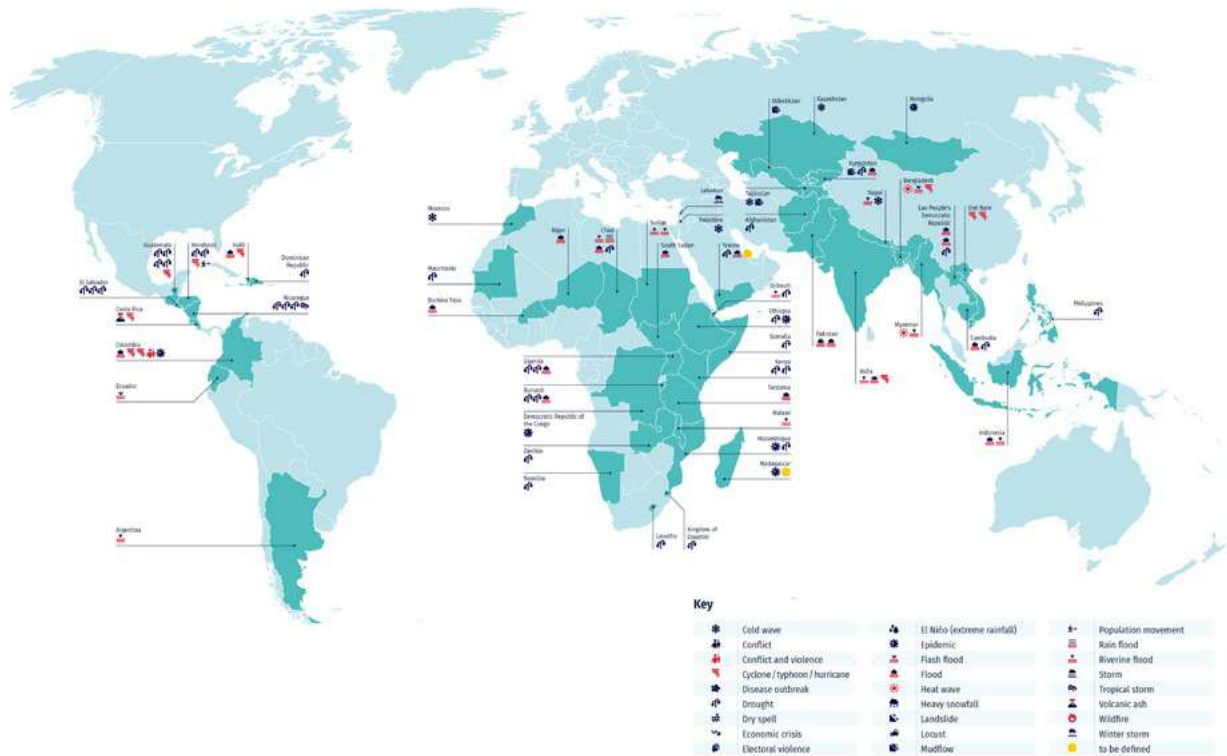 Uzbekistan
Kazakhstan
Mongolia
Kyrgyzstan
Bangladesh
Lebanon
Tajikistan
Nepal
Lao People's
Democratic
Republic
Viet Nam
Morocco
Palestine
Afghanistan
Niger
Chad
Sudan
South Sudan
Yemen
Guatemala
Honduras
Haiti
Dominican
Republic
Mauritania
El Salvador
Nicaragua
Burkina Faso
Djibouti
Costa Rica
Ethiopia
Philippines
Somalia
Pakistan
Myanmar
Cambodia
Colombia
Uganda
Kenya
India
Ecuador
Burundi
Tanzania
Democratic Republic of
the Congo
Malawi
Indonesia
Zambia
Mozambique
Namibia
Madagascar
Argentina
Lesotho
Kingdom of
Eswatini
Key
Cold wave
Conflict
Conflict and violence
Cyclone / typhoon / hurricane
Disease outbreak
Drought
Dry spell
Economic crisis
Electoral violence
El Niño (extreme rainfall)
Epidemic
Flash flood
Flood
Heat wave
Heavy snowfall
Landslide
Locust
Mudflow
Population movement
Rain flood
Riverine flood
Storm
Tropical storm
Volcanic ash
Wildfire
Winter storm
to be defined